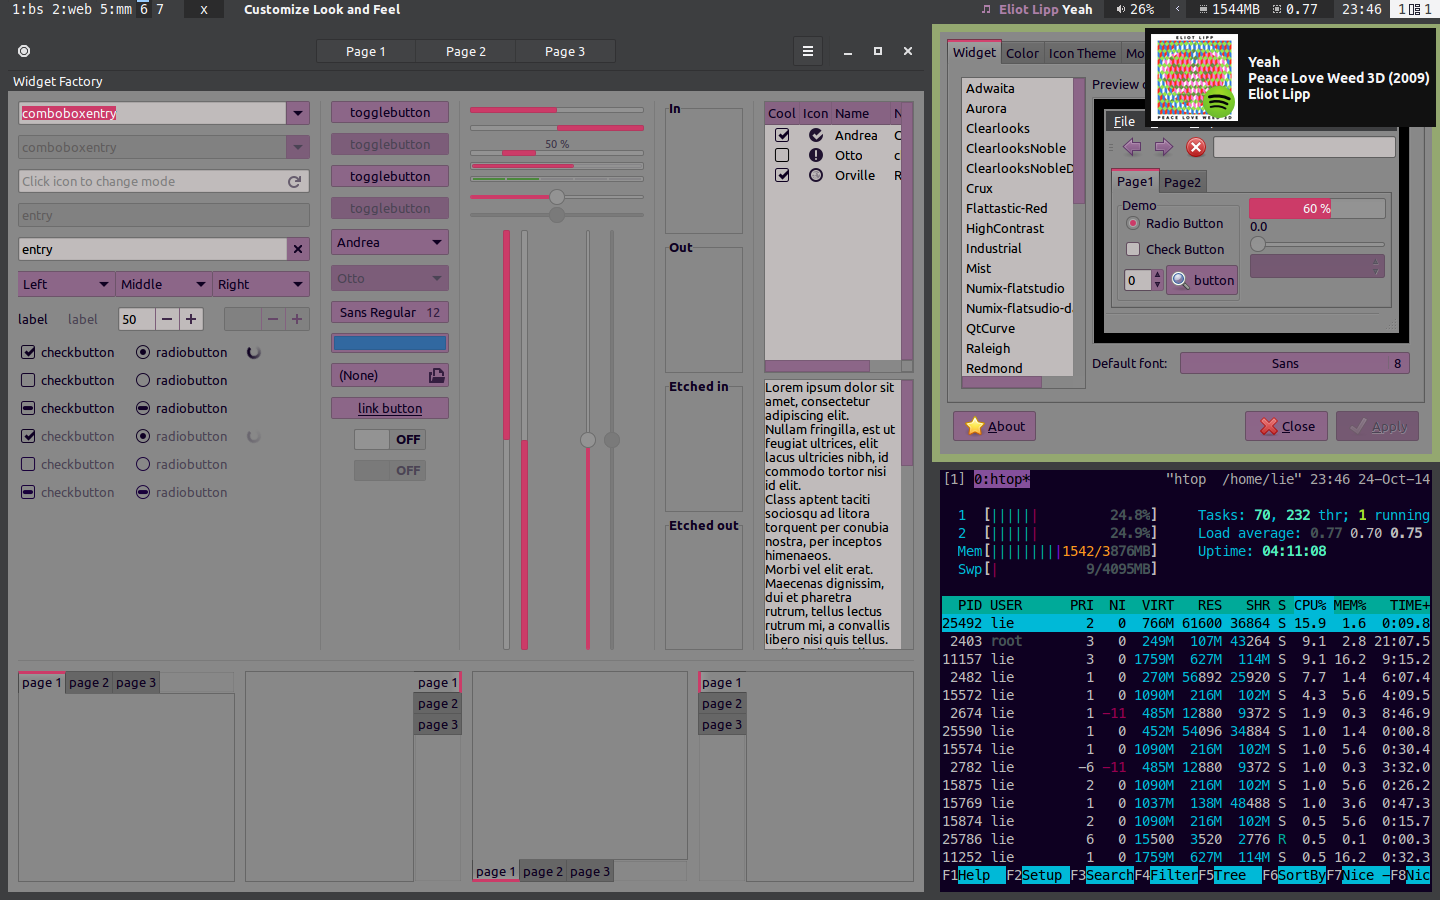 1:bs 2:web 5:mm 6 7 x Customize Look and Feel
Eliot Lipp Yeah 26% 1544MB 0.77 23:46 1 1
Page 1 Page 2 Page 3
Widget Factory
comboboxentry
comboboxentry
Click icon to change mode
entry
entry
Left Middle Right
label label 50
checkbutton radiobutton
checkbutton radiobutton
checkbutton radiobutton
checkbutton radiobutton
checkbutton radiobutton
checkbutton radiobutton
togglebutton
togglebutton
togglebutton
togglebutton
Andrea
Otto
Sans Regular 12
(None)
link button
OFF
OFF
50 %
In
Out
Etched in
Etched out
Cool Icon Name N
Andrea C
Otto c
Orville R
Lorem ipsum dolor sit
amet, consectetur
adipiscing elit.
Nullam fringilla, est ut
feugiat ultrices, elit
lacus ultricies nibh, id
commodo tortor nisi
id elit.
Class aptent taciti
sociosqu ad litora
torquent per conubia
nostra, per inceptos
himenaeos.
Morbi vel elit erat.
Maecenas dignissim,
dui et pharetra
rutrum, tellus lectus
rutrum mi, a convallis
libero nisi quis tellus.
page 1 page 2 page 3
page 1
page 2
page 3
page 1 page 2 page 3
page 1
page 2
page 3
Widget Color Icon Theme Mo
Adwaita
Aurora
Clearlooks
ClearlooksNoble
ClearlooksNobleD
Crux
Flattastic-Red
HighContrast
Industrial
Mist
Numix-flatstudio
Numix-flatstudio-da
QtCurve
Raleigh
Redmond
Preview o
File
Page1 Page2
Demo
Radio Button
Check Button
0 button
60 %
0.0
Default font: Sans 8
About Close Apply
ELIOT LIPP
PEACE LOVE WEED 3D
Yeah
Peace Love Weed 3D (2009)
Eliot Lipp
[1] 0:htop* "htop /home/lie" 23:46 24-Oct-14
1 [|||||| 24.8%] Tasks: 70, 232 thr; 1 running
2 [|||||| 24.9%] Load average: 0.77 0.70 0.75
Mem[|||||||||1542/3876MB] Uptime: 04:11:08
Swp[| 9/4095MB]
PID USER PRI NI VIRT RES SHR S CPU% MEM% TIME+
25492 lie 2 0 766M 61600 36864 S 15.9 1.6 0:09.8
2403 root 3 0 249M 107M 43264 S 9.1 2.8 21:07.5
11157 lie 3 0 1759M 627M 114M S 9.1 16.2 9:15.2
2482 lie 1 0 270M 56892 25920 S 7.7 1.4 6:07.4
15572 lie 1 0 1090M 216M 102M S 4.3 5.6 4:09.5
2674 lie 1 -11 485M 12880 9372 S 1.9 0.3 8:46.9
25590 lie 1 0 452M 54096 34884 S 1.0 1.4 0:00.8
15574 lie 1 0 1090M 216M 102M S 1.0 5.6 0:30.4
2782 lie -6 -11 485M 12880 9372 S 1.0 0.3 3:32.0
15875 lie 2 0 1090M 216M 102M S 1.0 5.6 0:26.2
15769 lie 1 0 1037M 138M 48488 S 1.0 3.6 0:47.3
15874 lie 2 0 1090M 216M 102M S 0.5 5.6 0:15.7
25786 lie 6 0 15500 3520 2776 R 0.5 0.1 0:00.3
11252 lie 1 0 1759M 627M 114M S 0.5 16.2 0:32.3
F1Help F2Setup F3SearchF4FilterF5Tree F6SortByF7Nice -F8Nic